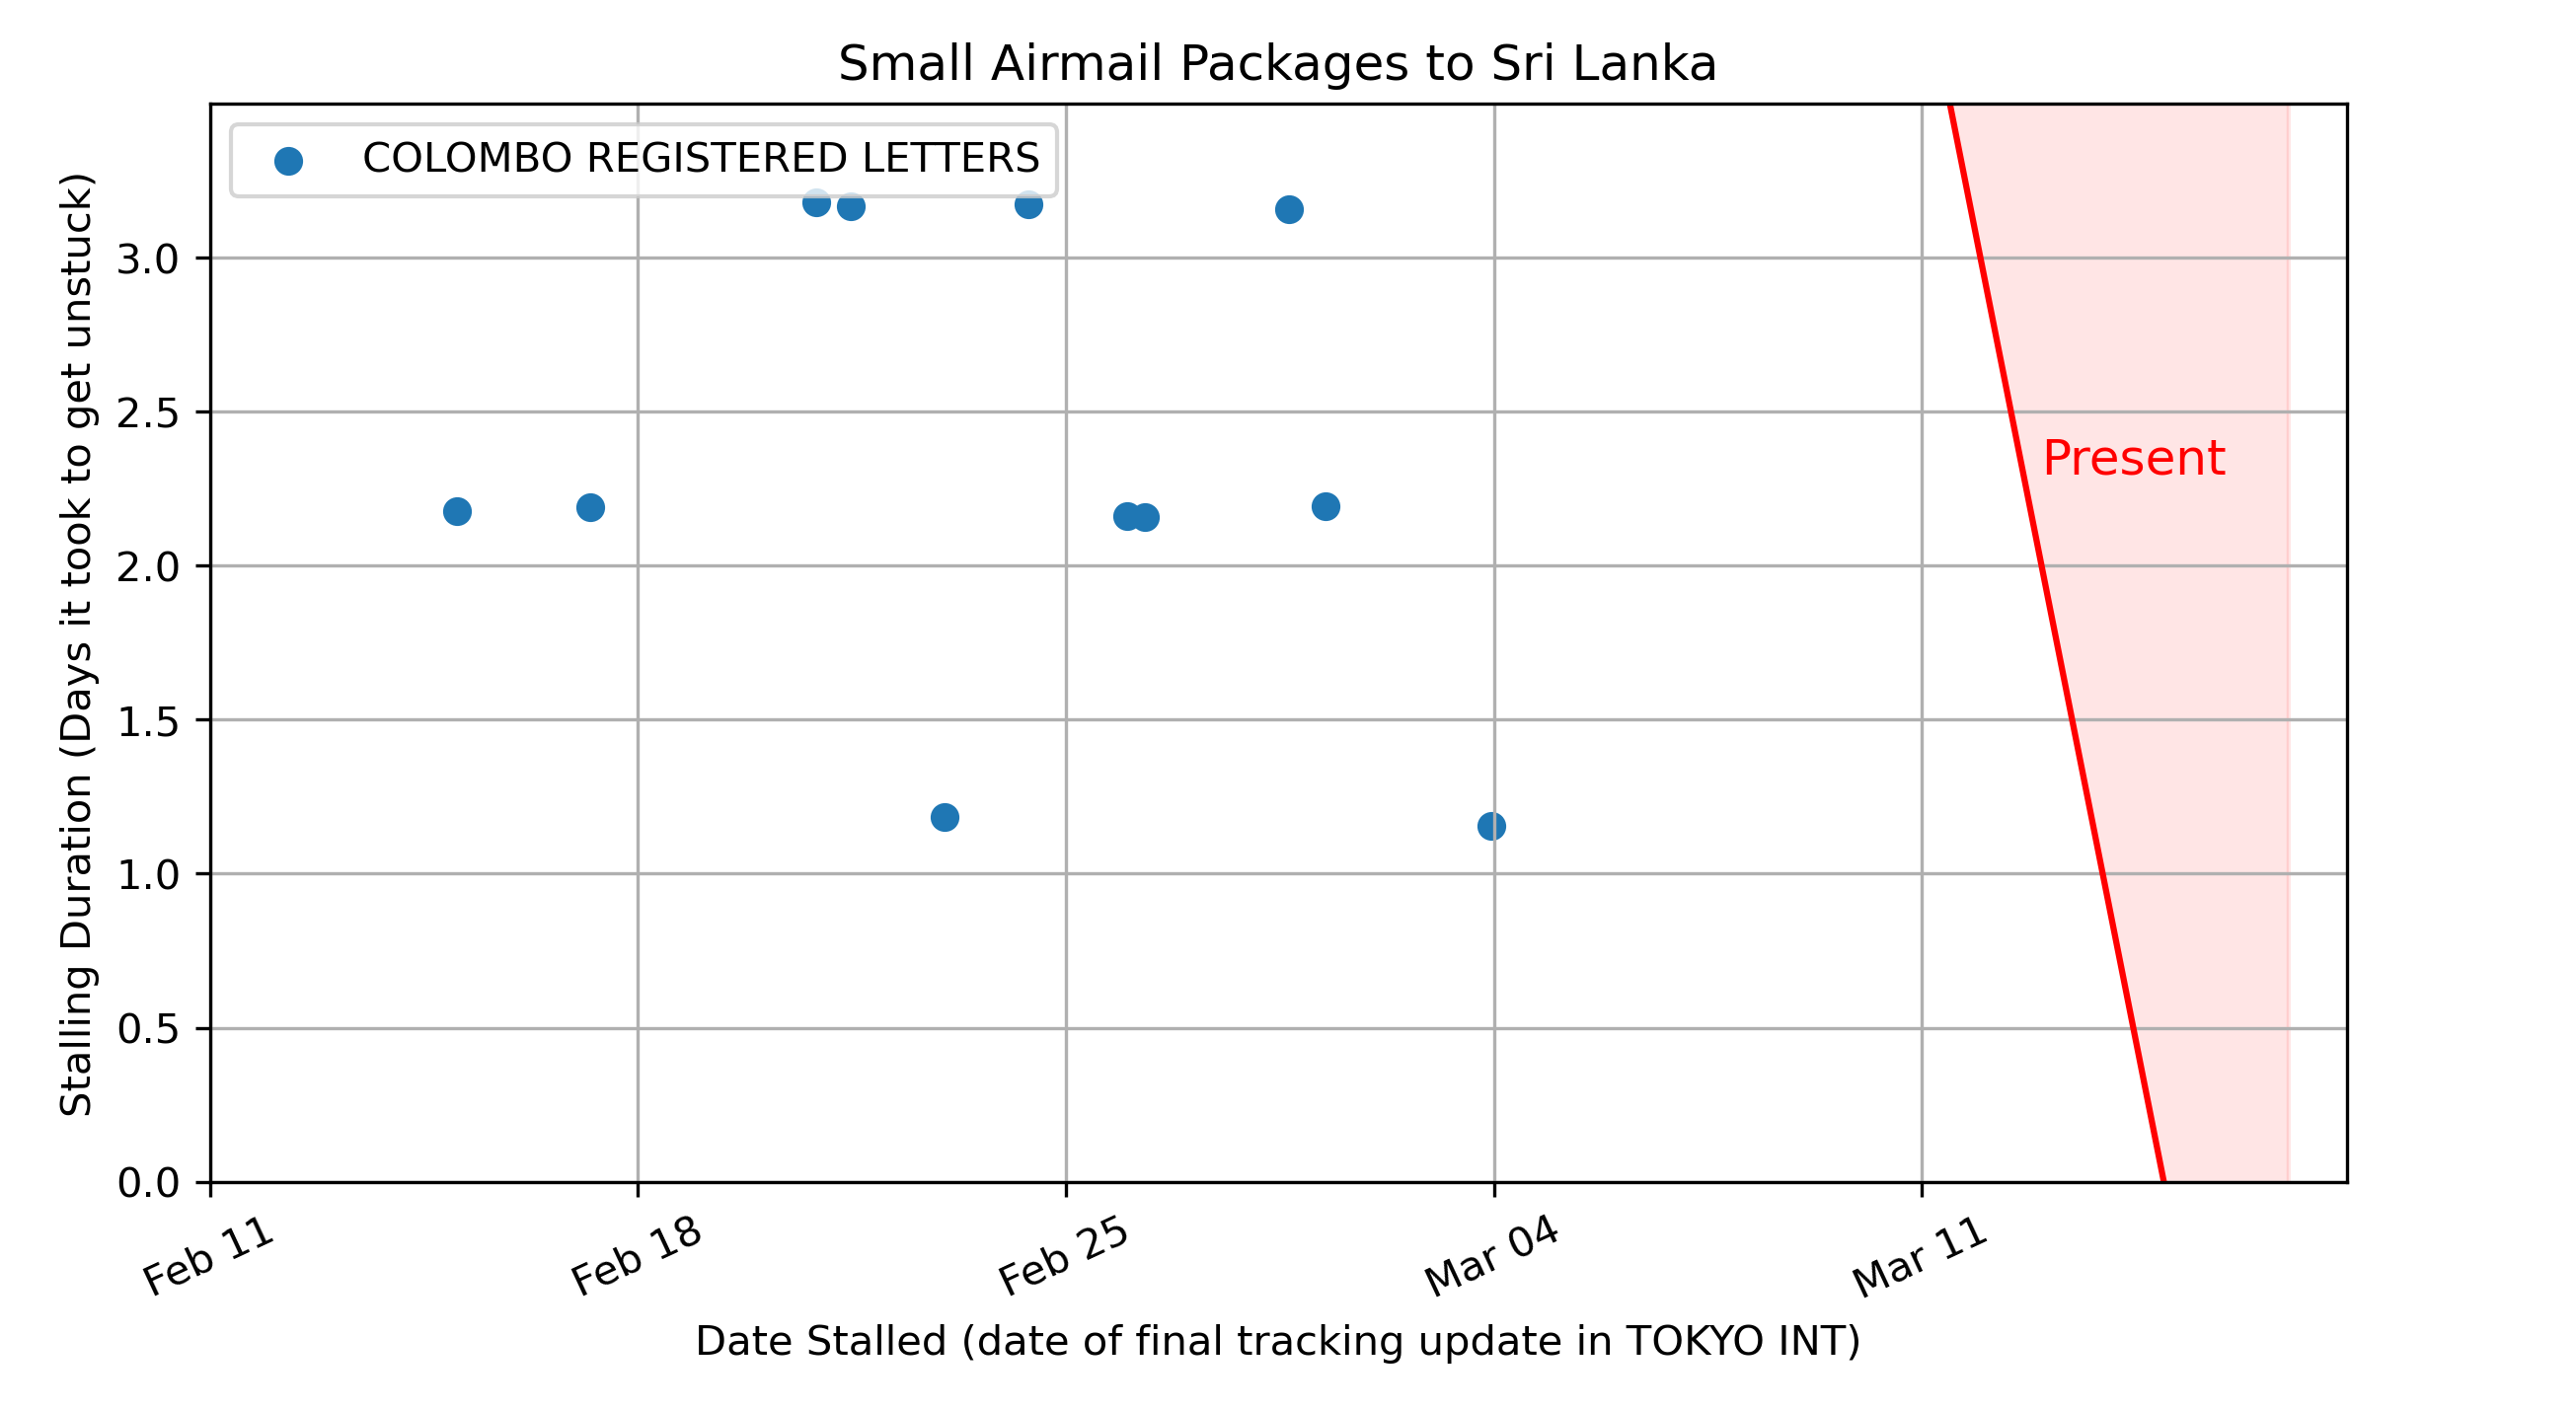 Small Airmail Packages to Sri Lanka
COLOMBO REGISTERED LETTERS
Stalling Duration (Days it took to get unstuck)
3.0
2.5
2.0
1.5
1.0
0.5
0.0
Present
Feb 11
Feb 18
Feb 25
Mar 04
Mar 11
Date Stalled (date of final tracking update in TOKYO INT)